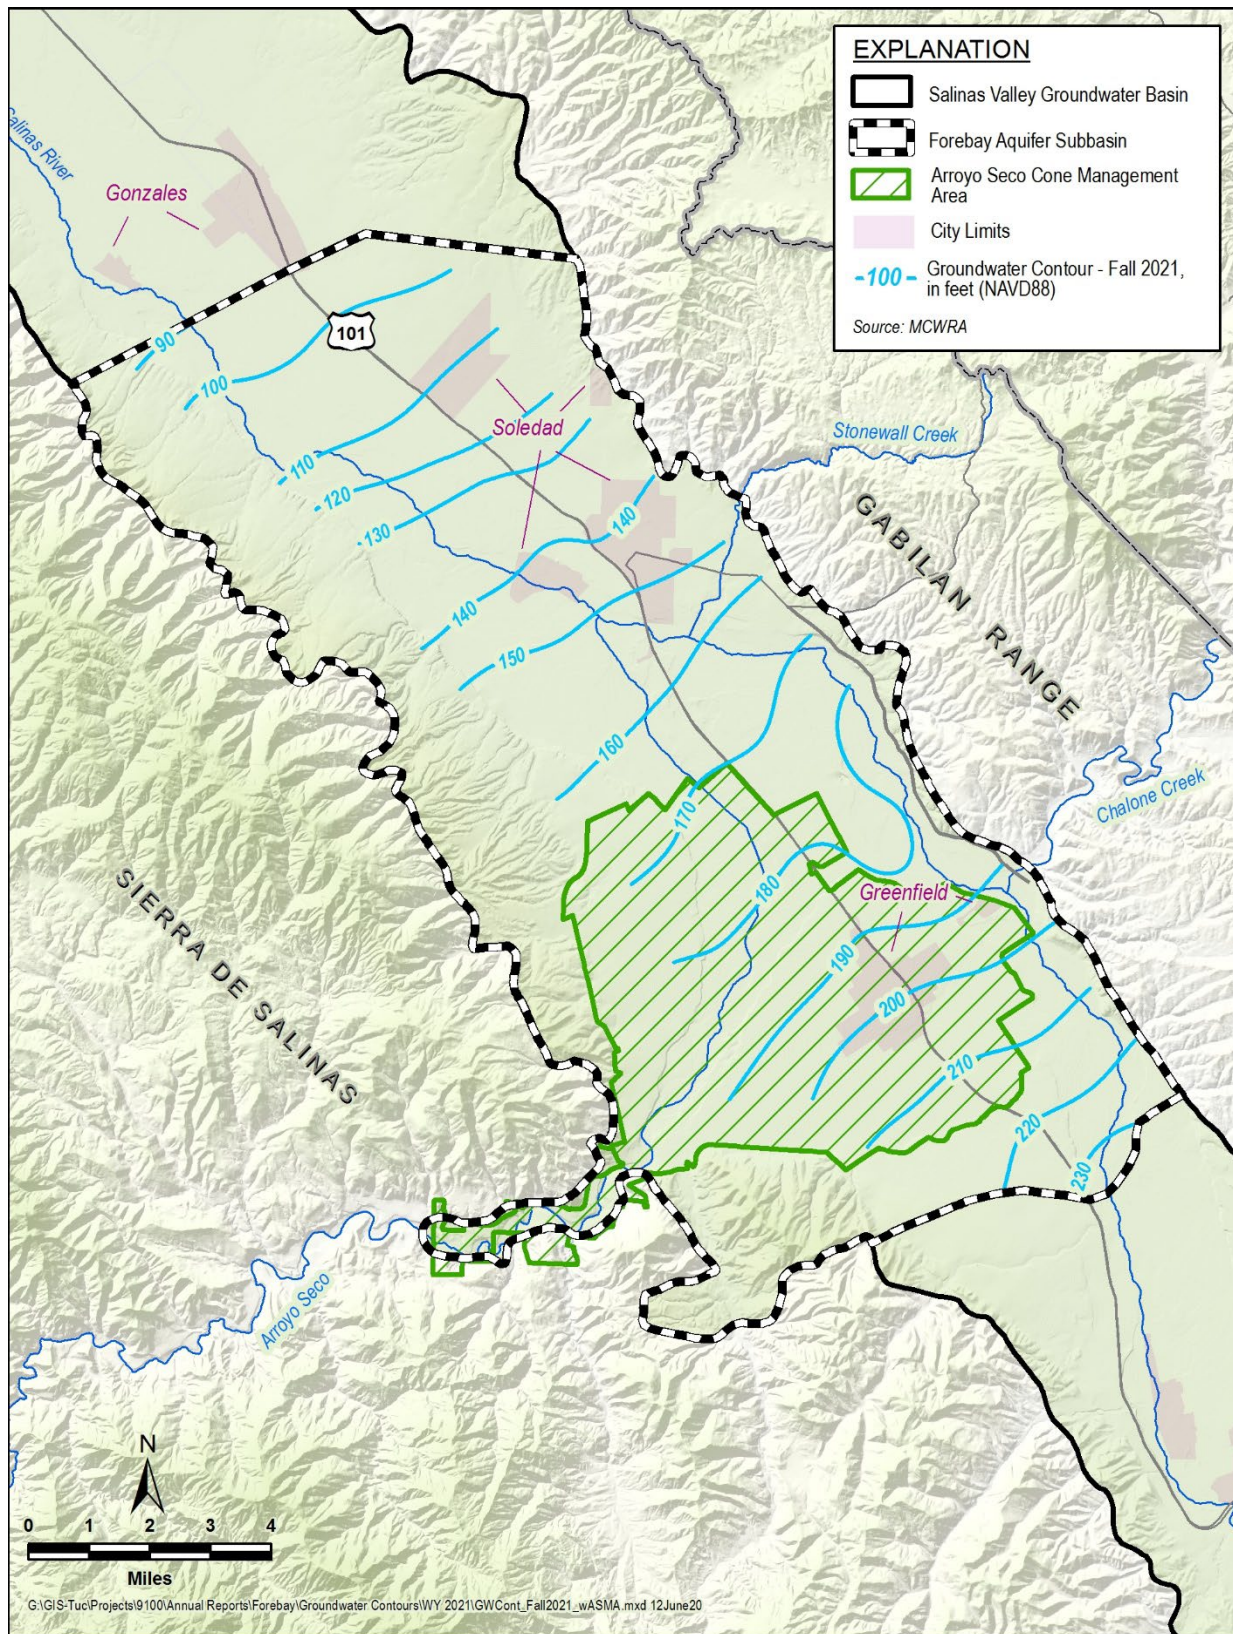 EXPLANATION
Salinas Valley Groundwater Basin
Forebay Aquifer Subbasin
Arroyo Seco Cone Management
Area
City Limits
-100-
Groundwater Contour - Fall 2021,
in feet (NAVD88)
Source: MCWRA
Salinas River
Gonzales
101
90
100
Soledad
Stonewall Creek
110
120
130
140
140
150
160
GABILAN RANGE
Chalone Creek
170
180
Greenfield
190
200
210
220
230
SIERRA DE SALINAS
Arroyo Seco
N
0 1 2 3 4
Miles
G:\GIS-Tuc\Projects\9100\Annual Reports\Forebay\Groundwater Contours\WY 2021\GWCont_Fall2021_wASMA.mxd 12June20